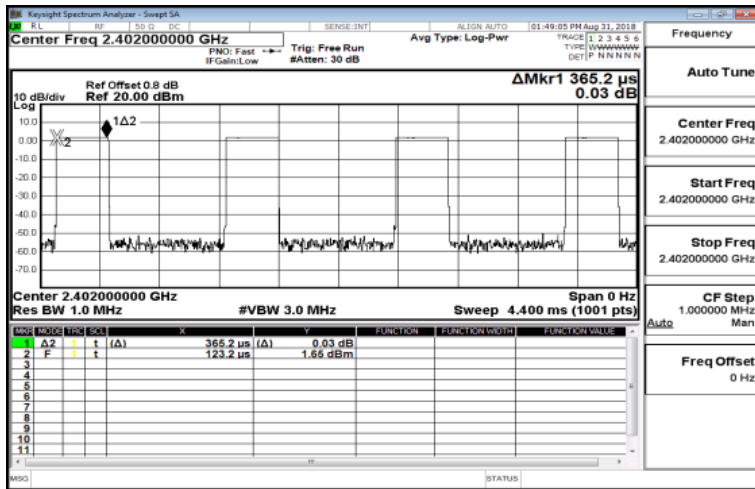 Keysight Spectrum Analyzer - Swept SA
RL RF 50 Ω DC SENSE:INT ALIGN AUTO 01:49:05 PM Aug 31, 2018
Center Freq 2.402000000 GHz
PNO: Fast
IFGain:Low
Trig: Free Run
#Atten: 30 dB
Avg Type: Log-Pwr
TRACE 1 2 3 4 5 6
TYPE WWWWWW
DET P N N N N N
Ref Offset 0.8 dB
Ref 20.00 dBm
10 dB/div
Log
ΔMkr1 365.2 µs
0.03 dB
10.0
0.00
-10.0
-20.0
-30.0
-40.0
-50.0
-60.0
-70.0
1Δ2
2
Center 2.402000000 GHz Span 0 Hz
Res BW 1.0 MHz #VBW 3.0 MHz Sweep 4.400 ms (1001 pts)
MKR MODE TRC SCL X Y FUNCTION FUNCTION WIDTH FUNCTION VALUE
1 Δ2 1 t (Δ) 365.2 µs (Δ) 0.03 dB
2 F 1 t 123.2 µs 1.65 dBm
3
4
5
6
7
8
9
10
11
MSG STATUS
Frequency
Auto Tune
Center Freq
2.402000000 GHz
Start Freq
2.402000000 GHz
Stop Freq
2.402000000 GHz
CF Step
1.000000 MHz
Auto Man
Freq Offset
0 Hz